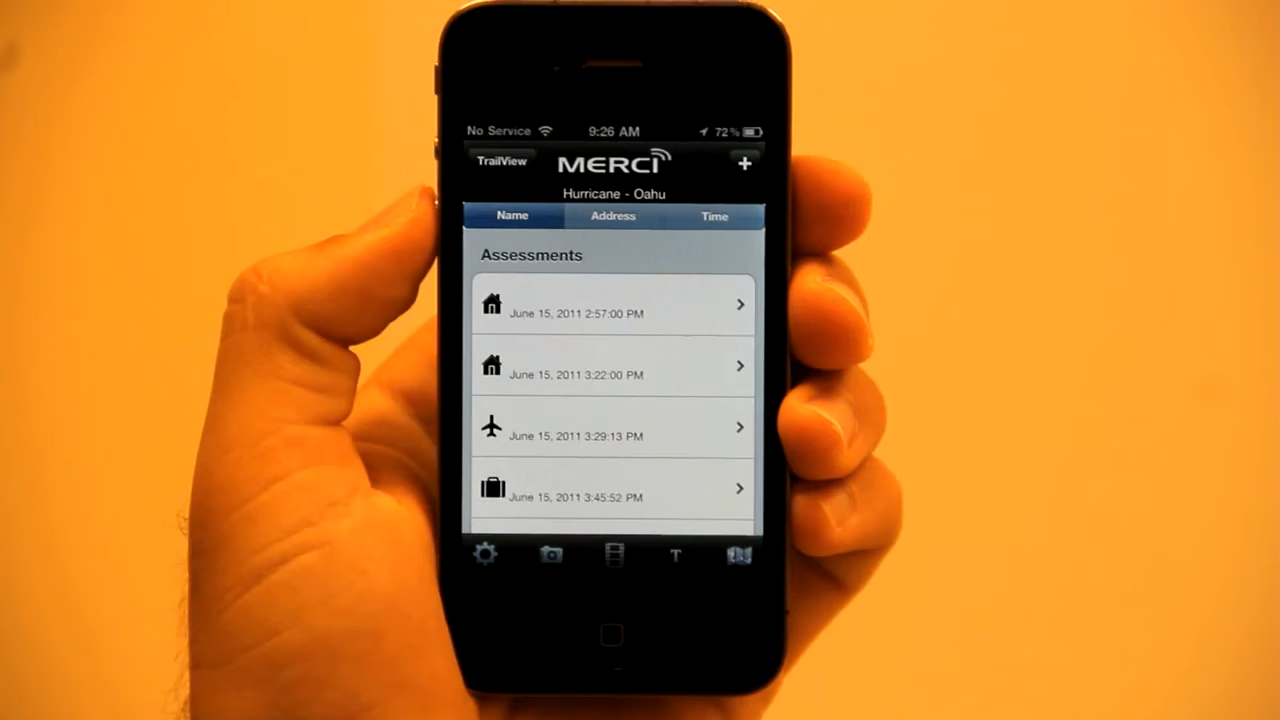 No Service 9:26 AM 72%
TrailView MERCI +
Hurricane - Oahu
Name Address Time
Assessments
June 15, 2011 2:57:00 PM
June 15, 2011 3:22:00 PM
June 15, 2011 3:29:13 PM
June 15, 2011 3:45:52 PM
T